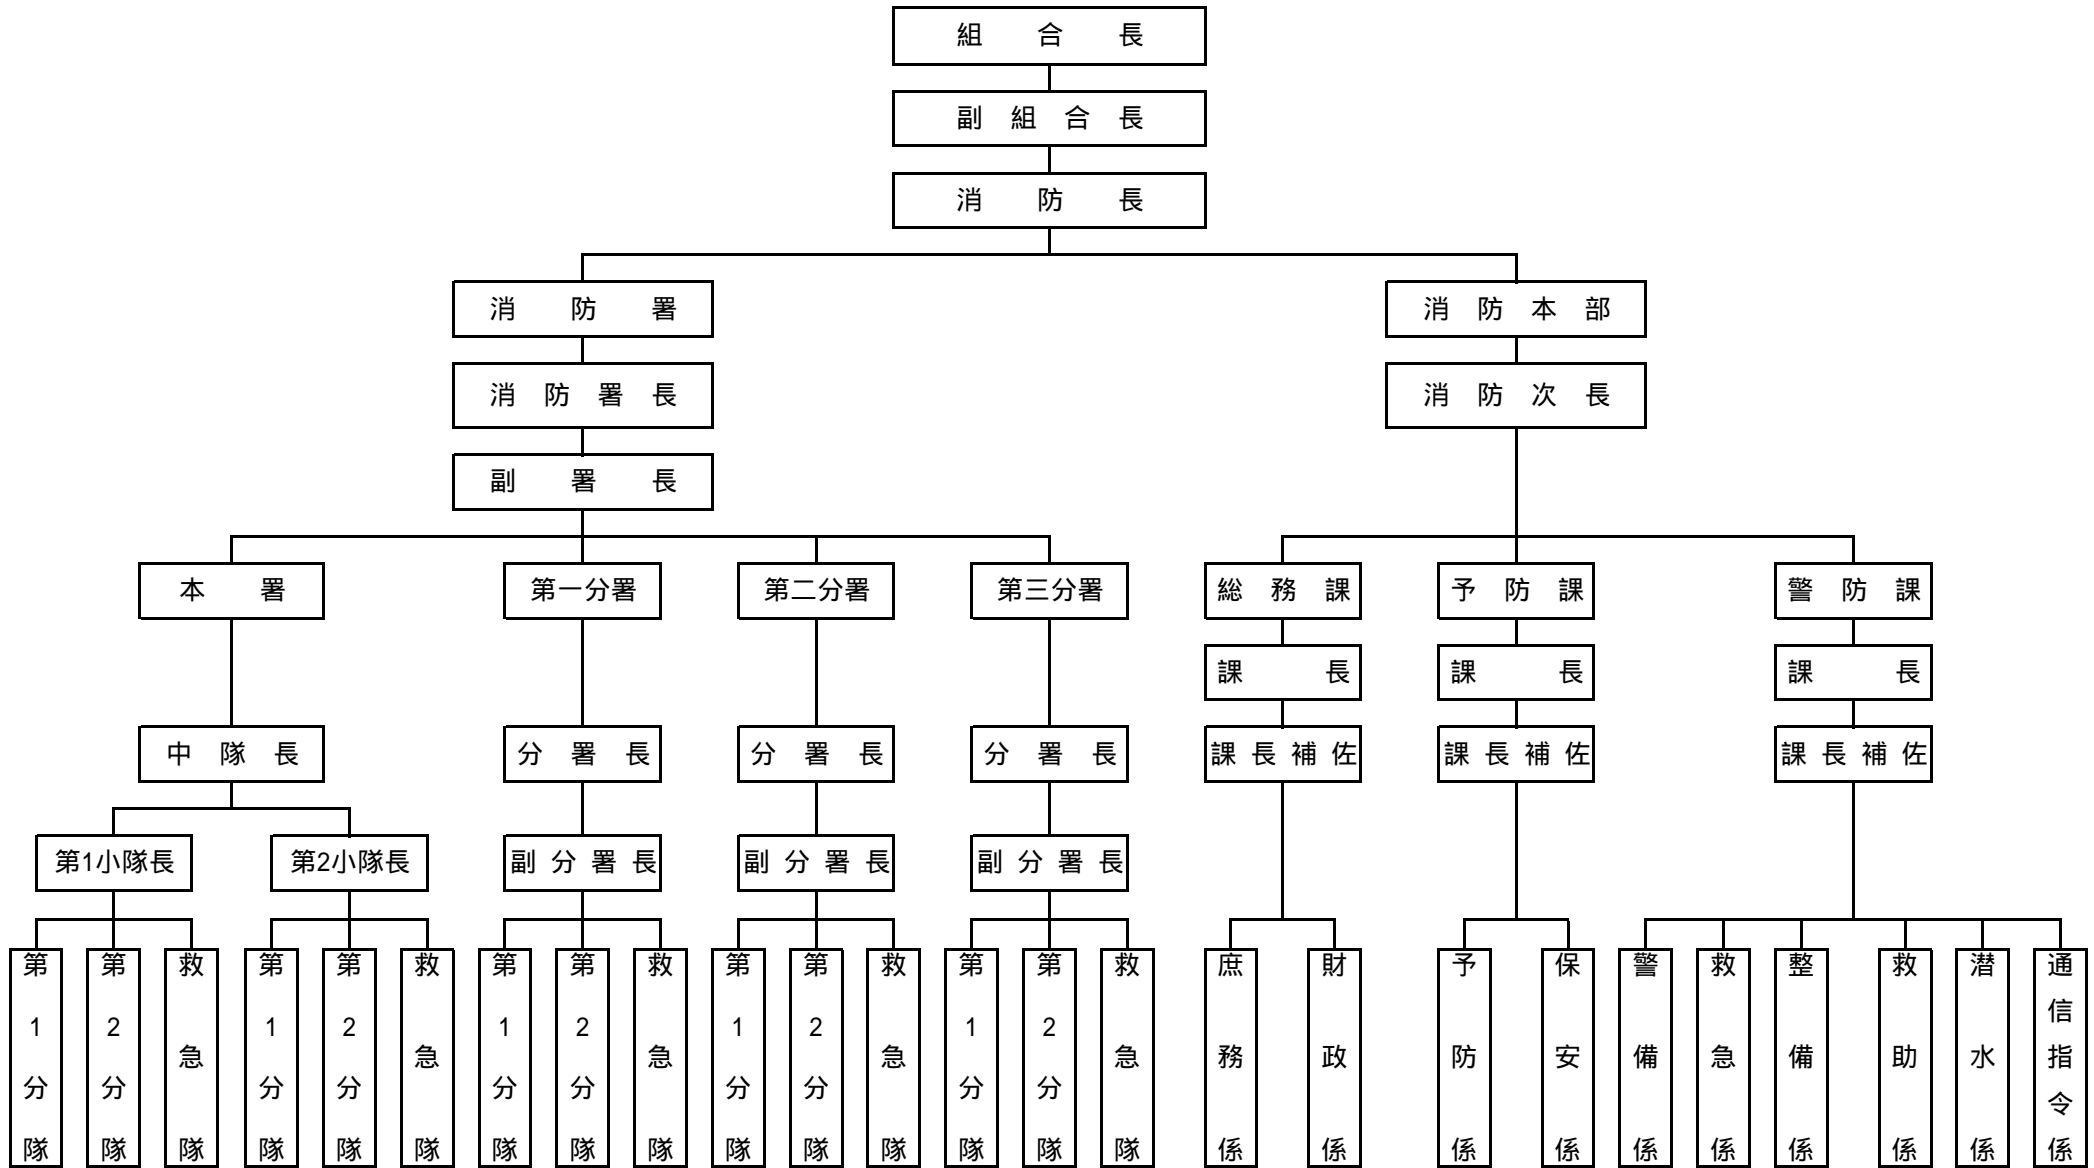 組合長
副組合長
消防長
消防署
消防本部
消防署長
消防次長
副署長
本署
第一分署
第二分署
第三分署
総務課
予防課
警防課
課長
課長
課長
中隊長
分署長
分署長
分署長
課長補佐
課長補佐
課長補佐
第1小隊長
第2小隊長
副分署長
副分署長
副分署長
第1分隊
第2分隊
救急隊
第1分隊
第2分隊
救急隊
第1分隊
第2分隊
救急隊
第1分隊
第2分隊
救急隊
第1分隊
第2分隊
救急隊
庶務係
財政係
予防係
保安係
警備係
救急係
整備係
救助係
潜水係
通信指令係